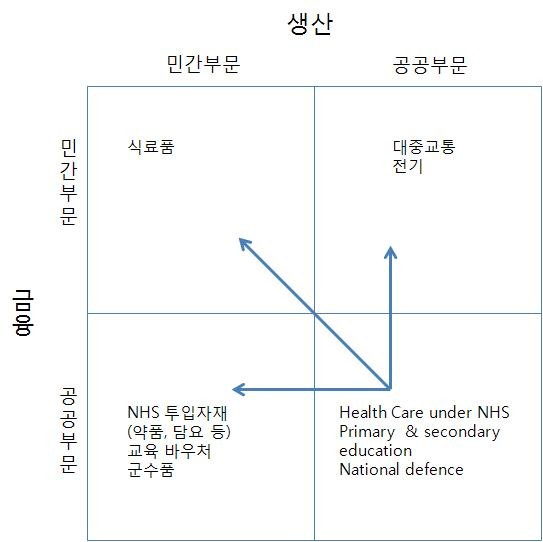 생산
민간부문
공공부문
민간부문
식료품
대중교통
전기
공공부문
NHS 투입자재
(약품, 담요 등)
교육 바우처
군수품
Health Care under NHS
Primary & secondary
education
National defence